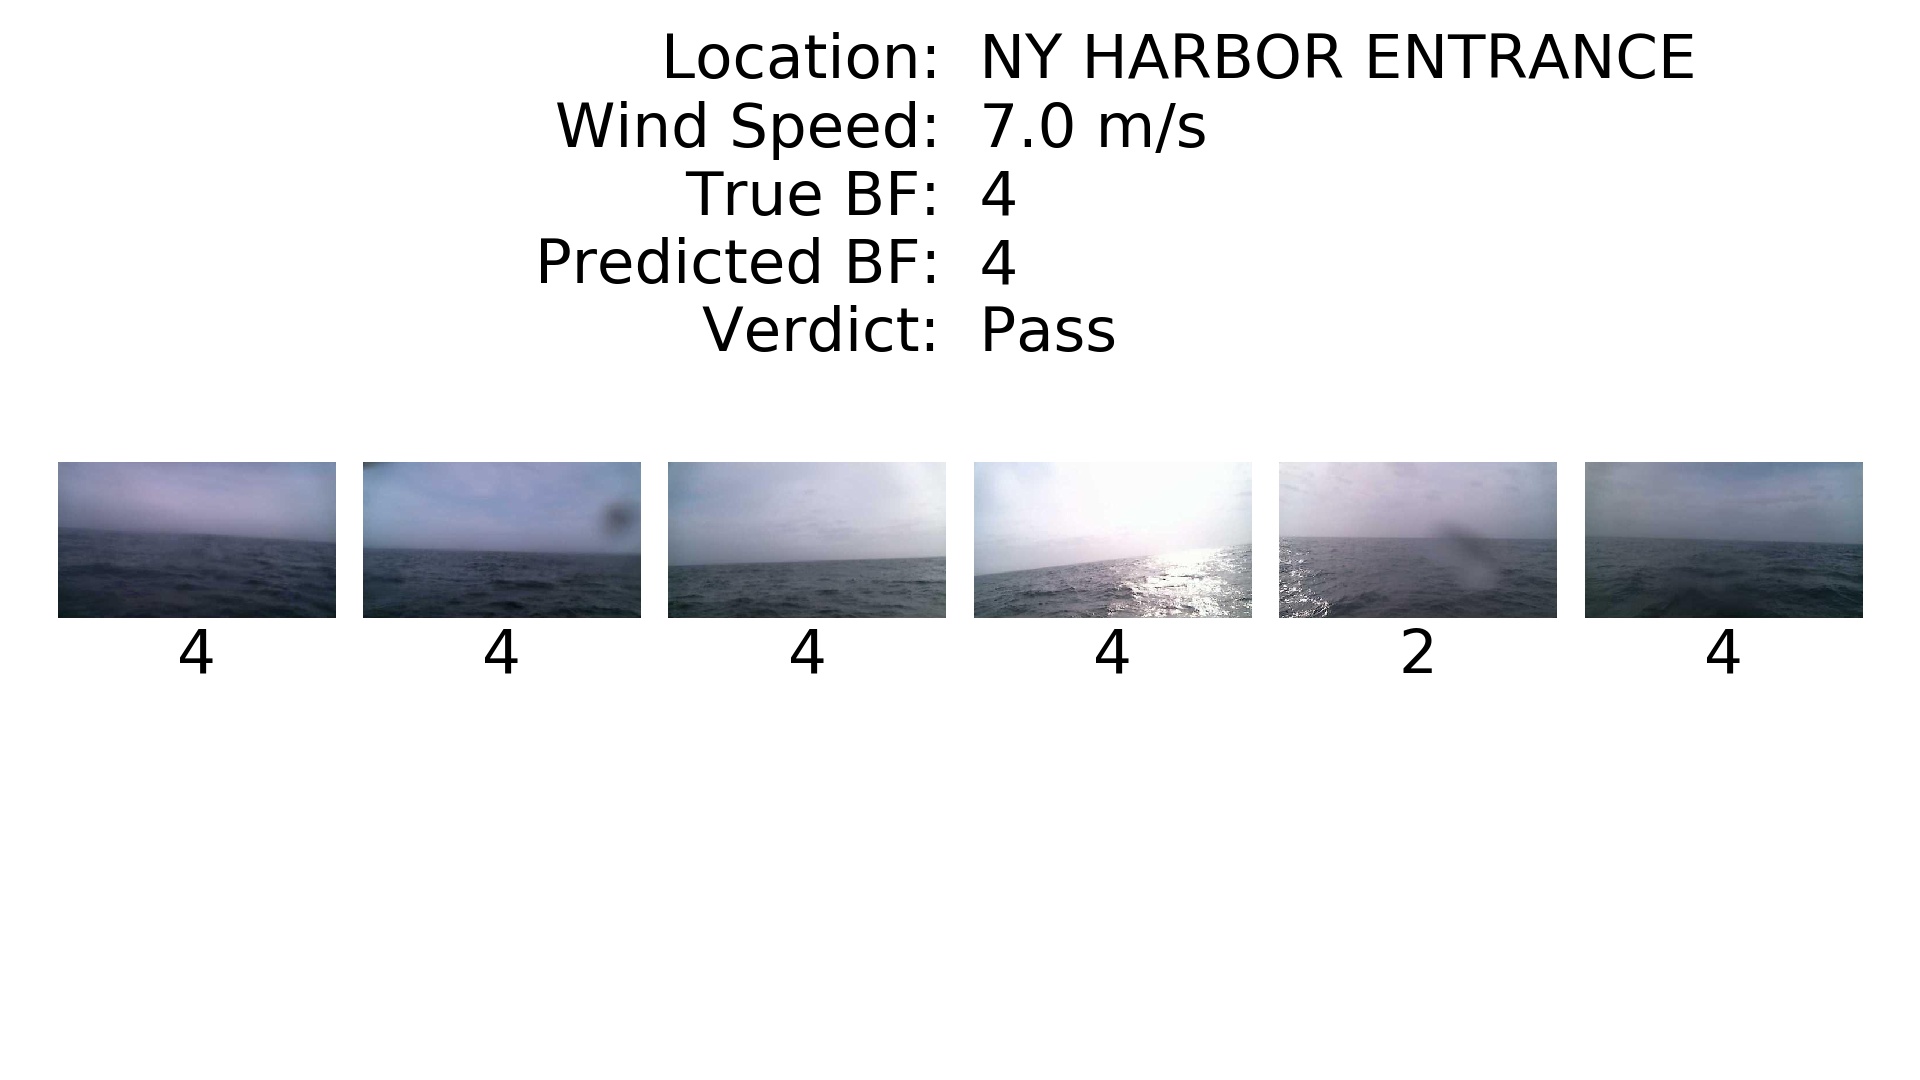 Location: NY HARBOR ENTRANCE
Wind Speed: 7.0 m/s
True BF: 4
Predicted BF: 4
Verdict: Pass
4 4 4 4 2 4